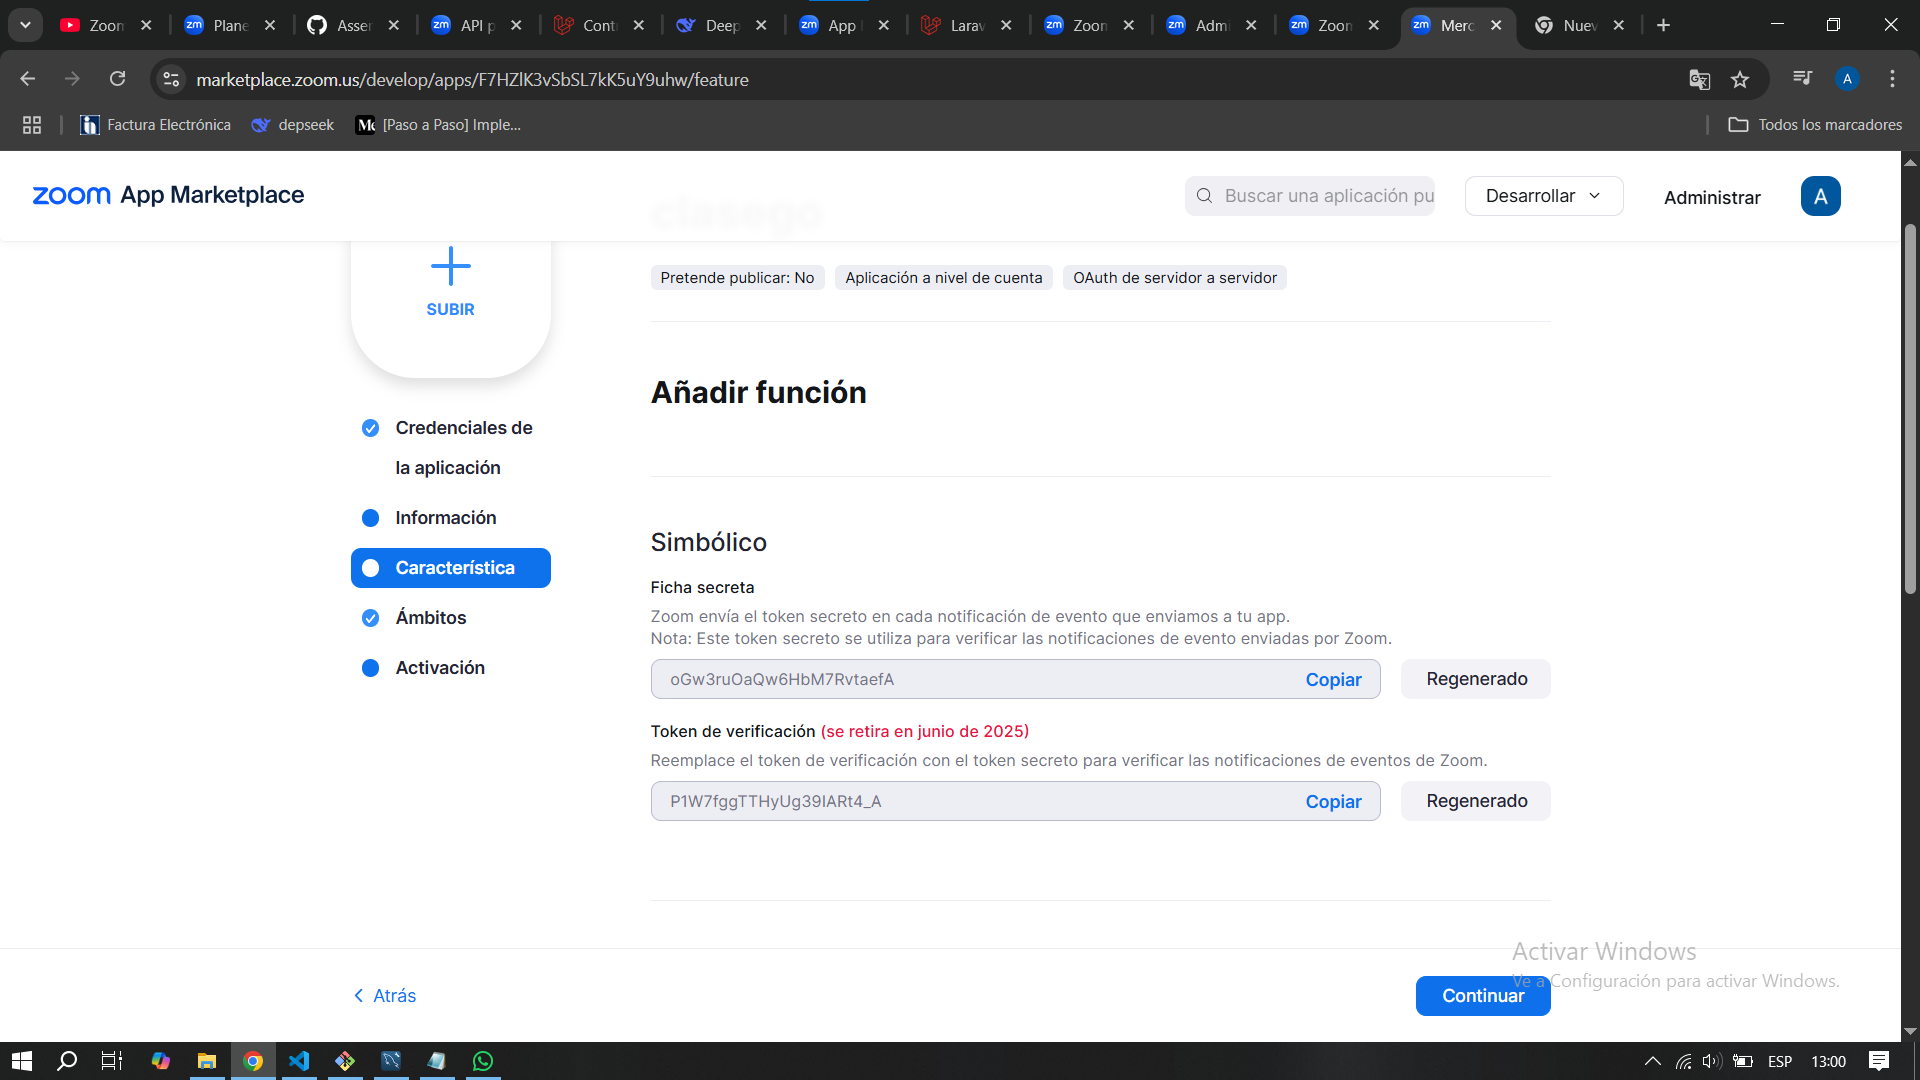 Zoom
Plane
Asser
API p
Conti
Deep
App
Larav
Zoom
Admi
Zoom
Merc
Nuev
marketplace.zoom.us/develop/apps/F7HZlK3vSbSL7kK5uY9uhw/feature
A
Factura Electrónica
depseek
[Paso a Paso] Imple...
Todos los marcadores
zoom App Marketplace
Buscar una aplicación pu
Desarrollar
Administrar
A
clasego
SUBIR
Pretende publicar: No
Aplicación a nivel de cuenta
OAuth de servidor a servidor
Añadir función
Credenciales de
la aplicación
Información
Característica
Ámbitos
Activación
Simbólico
Ficha secreta
Zoom envía el token secreto en cada notificación de evento que enviamos a tu app.
Nota: Este token secreto se utiliza para verificar las notificaciones de evento enviadas por Zoom.
oGw3ruOaQw6HbM7RvtaefA
Copiar
Regenerado
Token de verificación (se retira en junio de 2025)
Reemplace el token de verificación con el token secreto para verificar las notificaciones de eventos de Zoom.
P1W7fggTTHyUg39IARt4_A
Copiar
Regenerado
Activar Windows
Ve a Configuración para activar Windows.
Atrás
Continuar
ESP
13:00